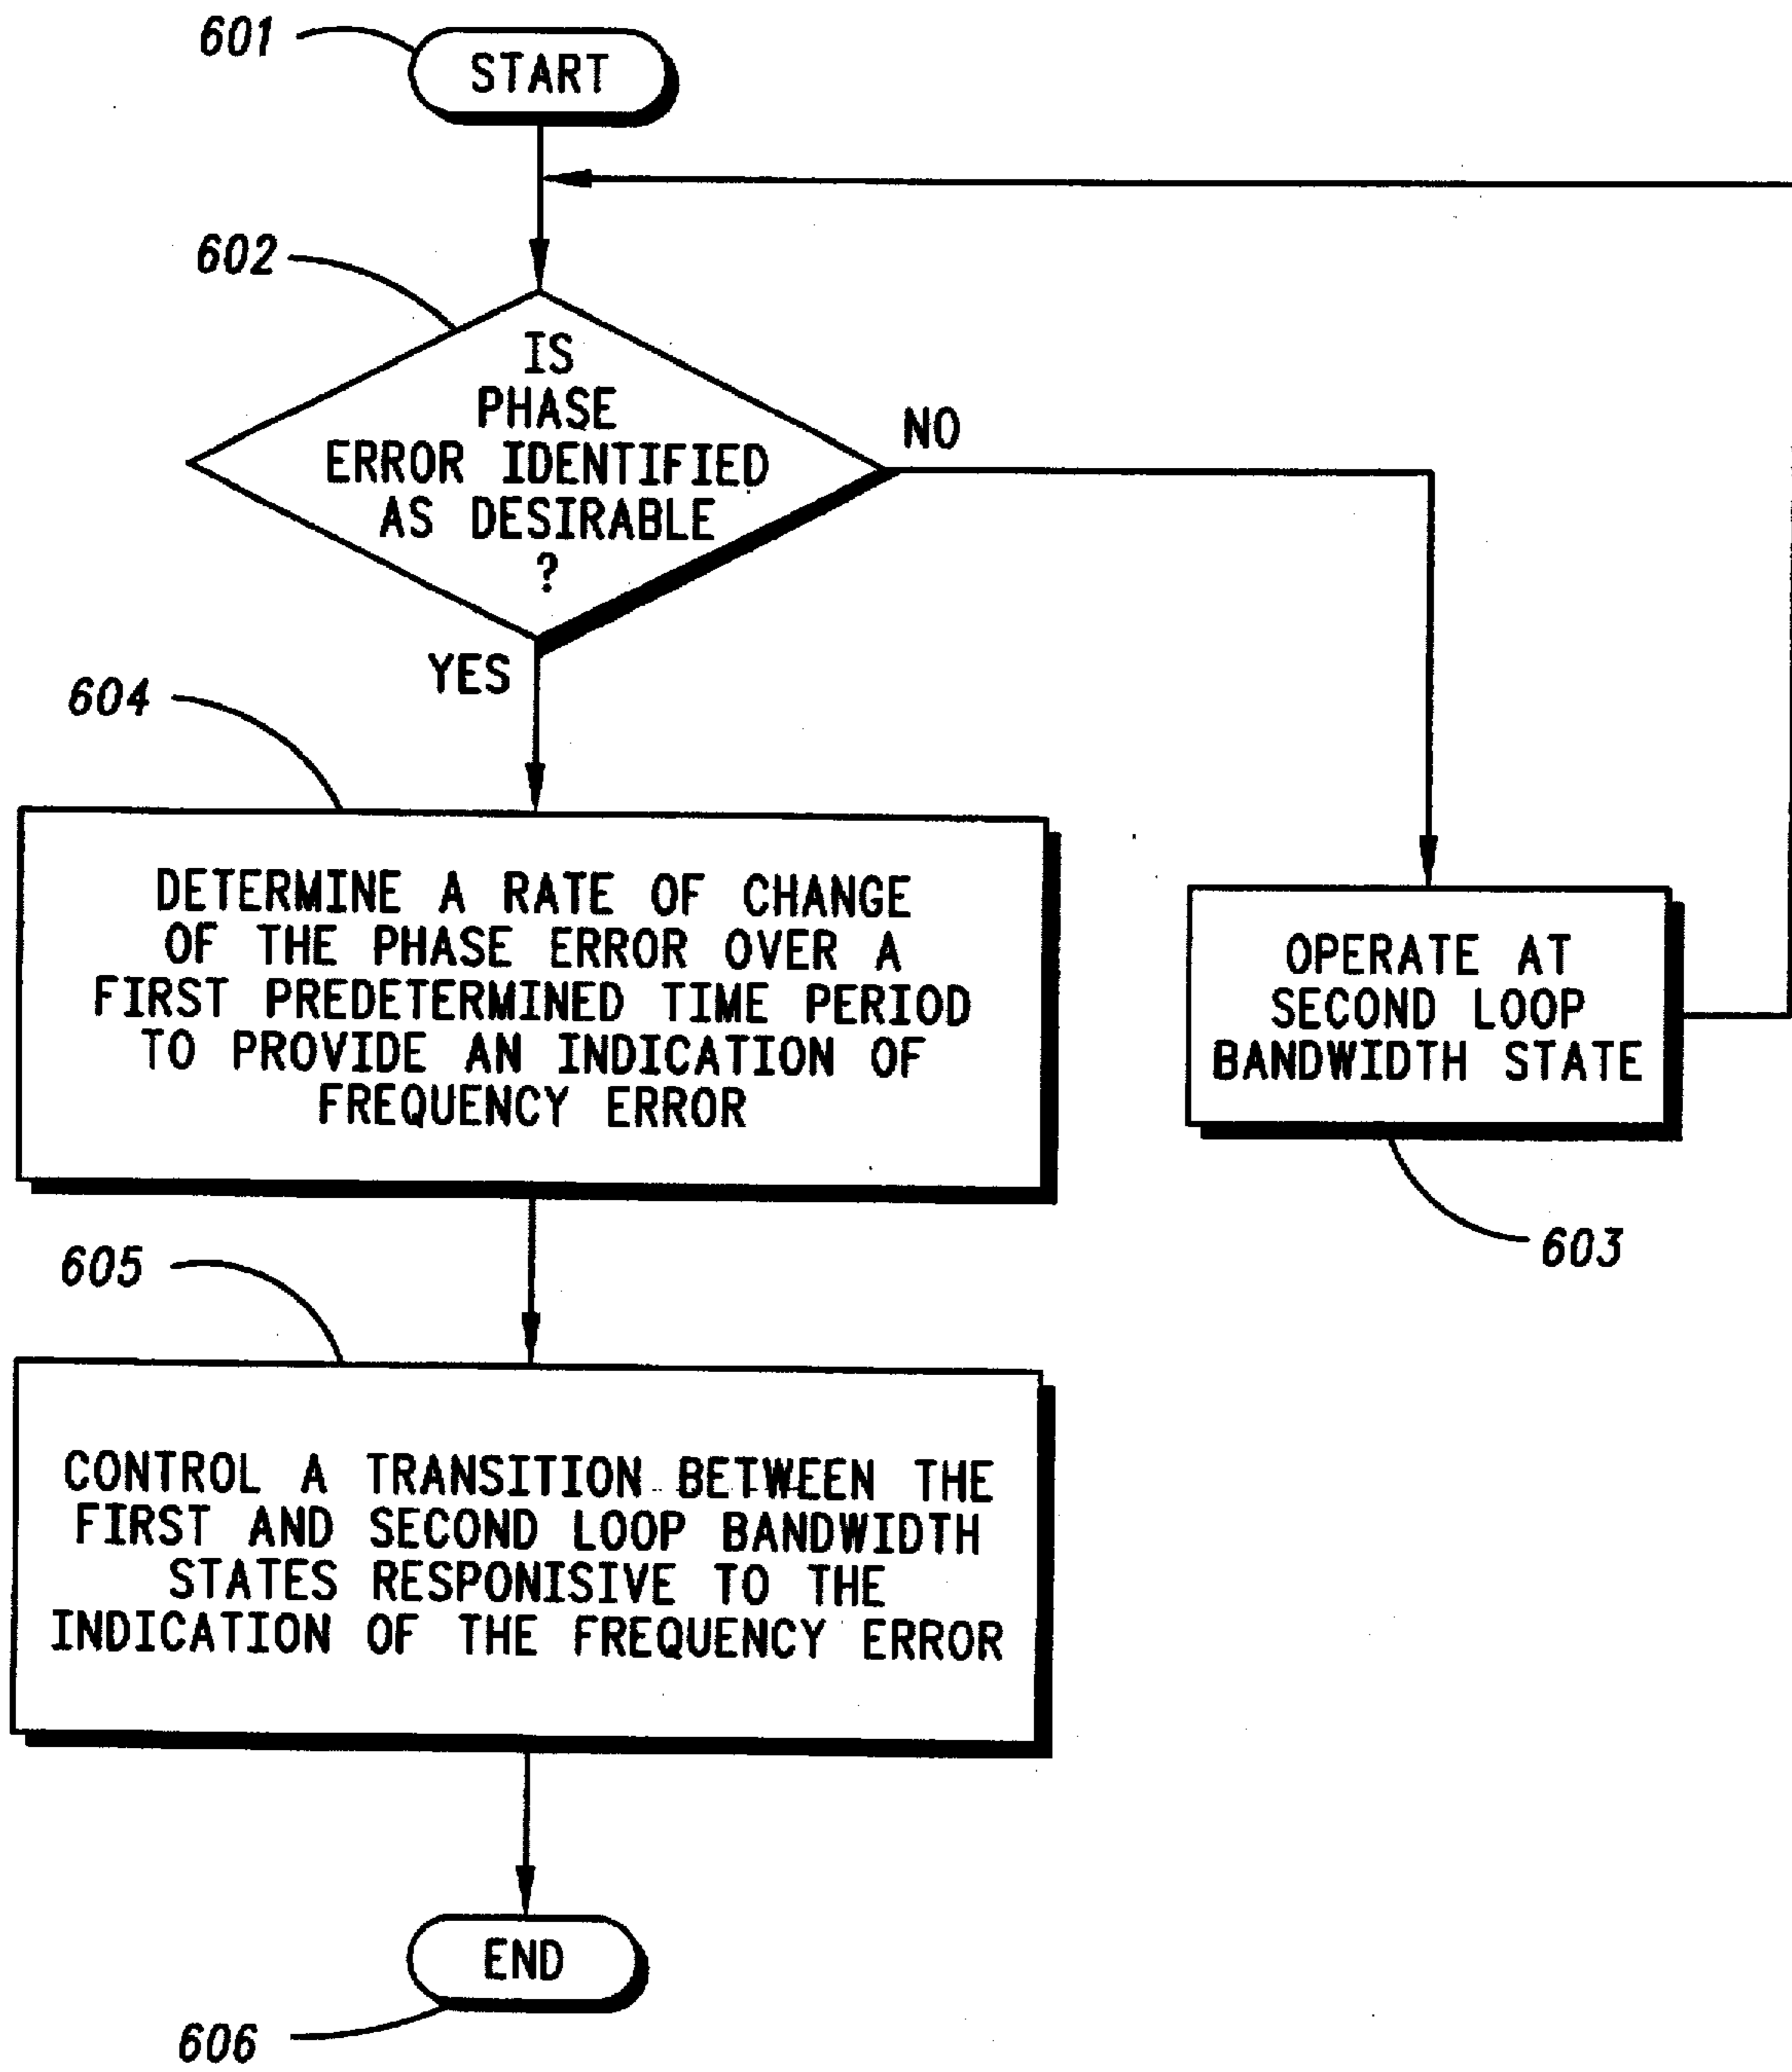 601
START
602
IS
PHASE
ERROR IDENTIFIED
AS DESIRABLE
?
NO
YES
604
DETERMINE A RATE OF CHANGE
OF THE PHASE ERROR OVER A
FIRST PREDETERMINED TIME PERIOD
TO PROVIDE AN INDICATION OF
FREQUENCY ERROR
OPERATE AT
SECOND LOOP
BANDWIDTH STATE
603
605
CONTROL A TRANSITION BETWEEN THE
FIRST AND SECOND LOOP BANDWIDTH
STATES RESPONISIVE TO THE
INDICATION OF THE FREQUENCY ERROR
END
606